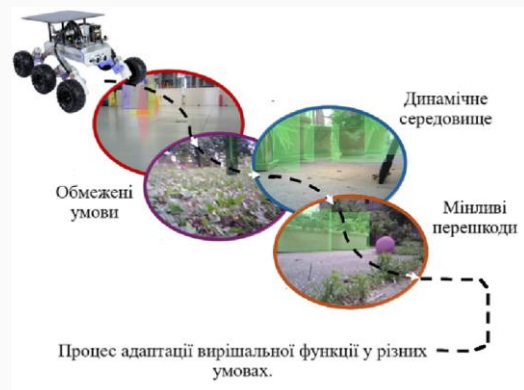 Динамічне
середовище
Обмежені
умови
Мінливі
перешкоди
Процес адаптації вирішальної функції у різних
умовах.